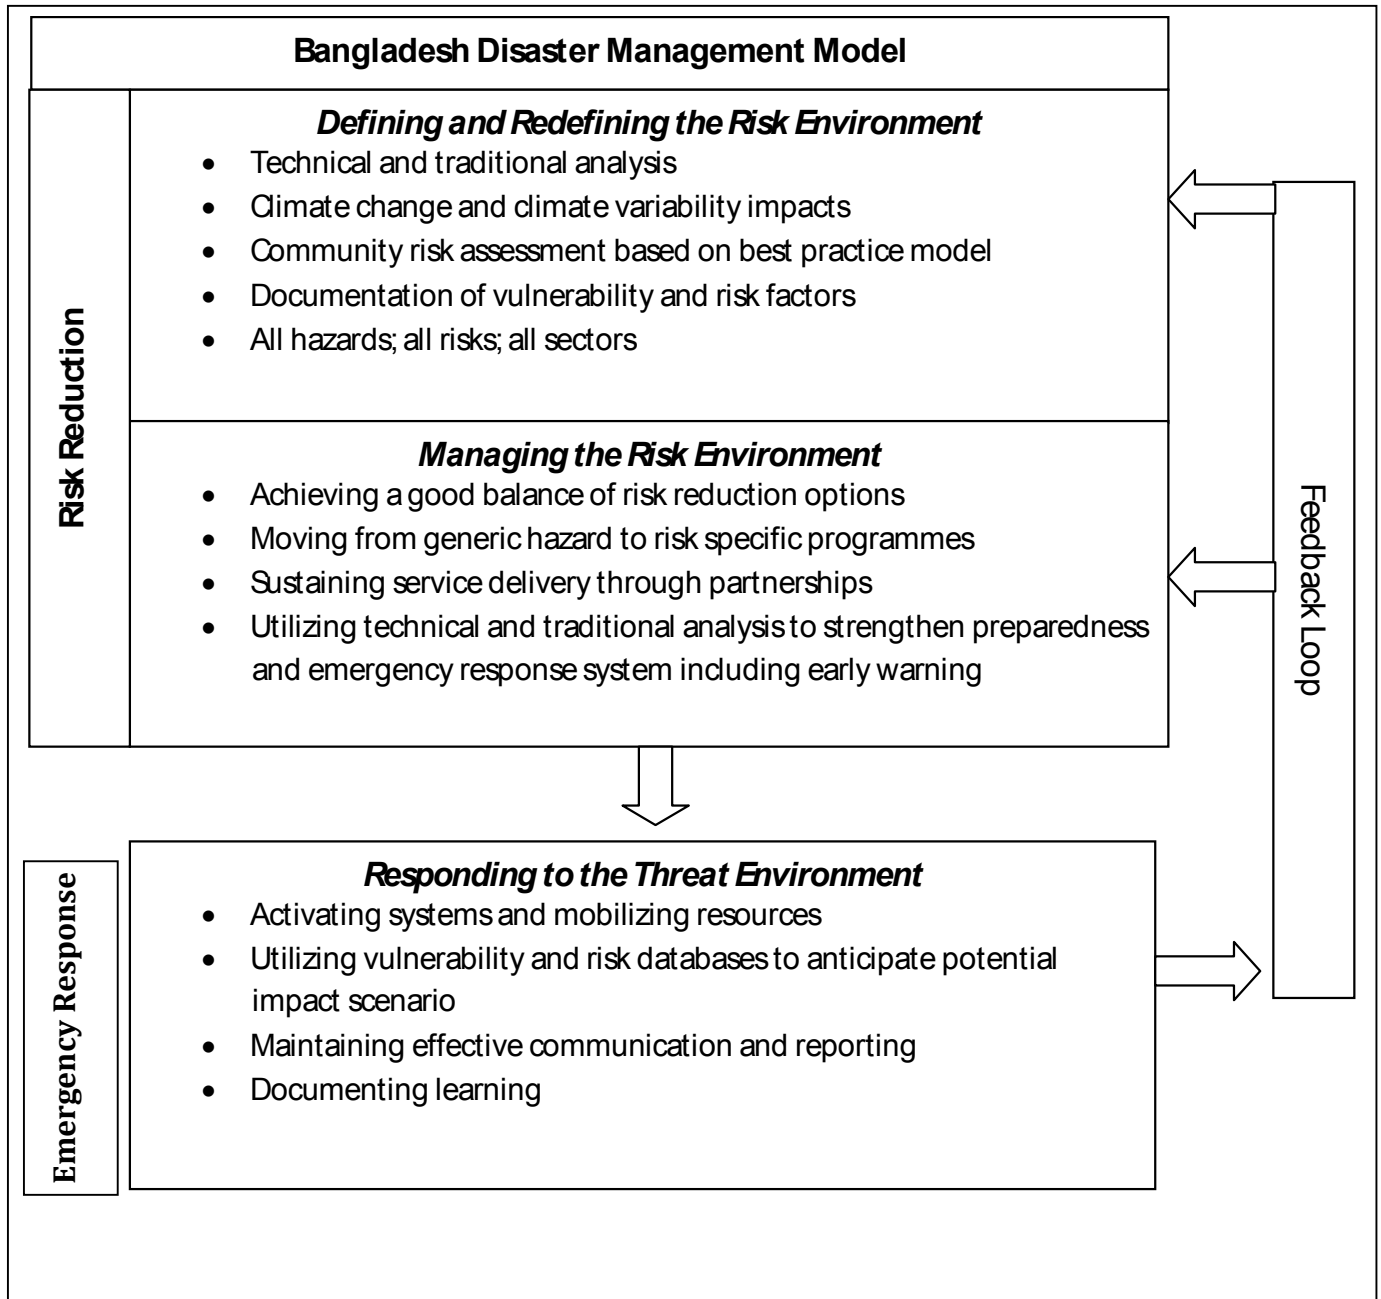 Bangladesh Disaster Management Model
Risk Reduction
Defining and Redefining the Risk Environment
• Technical and traditional analysis
• Climate change and climate variability impacts
• Community risk assessment based on best practice model
• Documentation of vulnerability and risk factors
• All hazards; all risks; all sectors
Managing the Risk Environment
• Achieving a good balance of risk reduction options
• Moving from generic hazard to risk specific programmes
• Sustaining service delivery through partnerships
• Utilizing technical and traditional analysis to strengthen preparedness
and emergency response system including early warning
Feedback Loop
Emergency Response
Responding to the Threat Environment
• Activating systems and mobilizing resources
• Utilizing vulnerability and risk databases to anticipate potential
impact scenario
• Maintaining effective communication and reporting
• Documenting learning